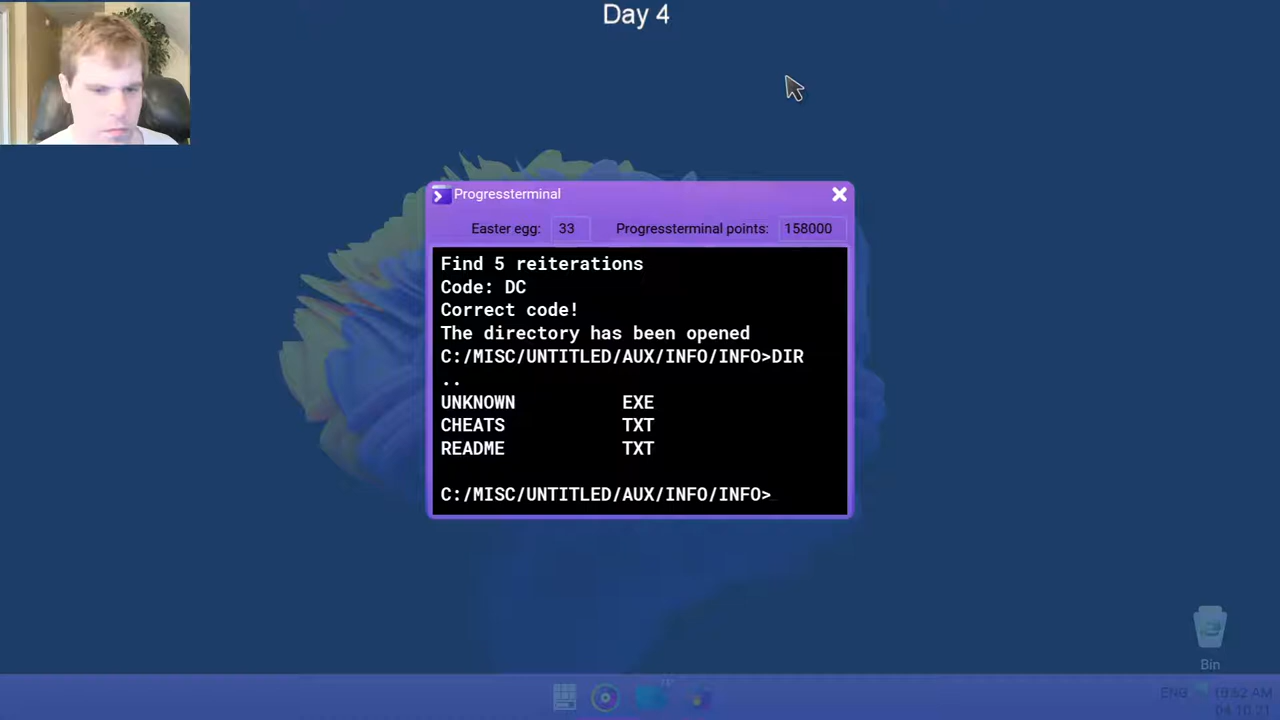 Day 4
Progressterminal
Easter egg: 33 Progressterminal points: 158000
Find 5 reiterations
Code: DC
Correct code!
The directory has been opened
C:/MISC/UNTITLED/AUX/INFO/INFO>DIR
..
UNKNOWN EXE
CHEATS TXT
README TXT
C:/MISC/UNTITLED/AUX/INFO/INFO>
Bin
ENG